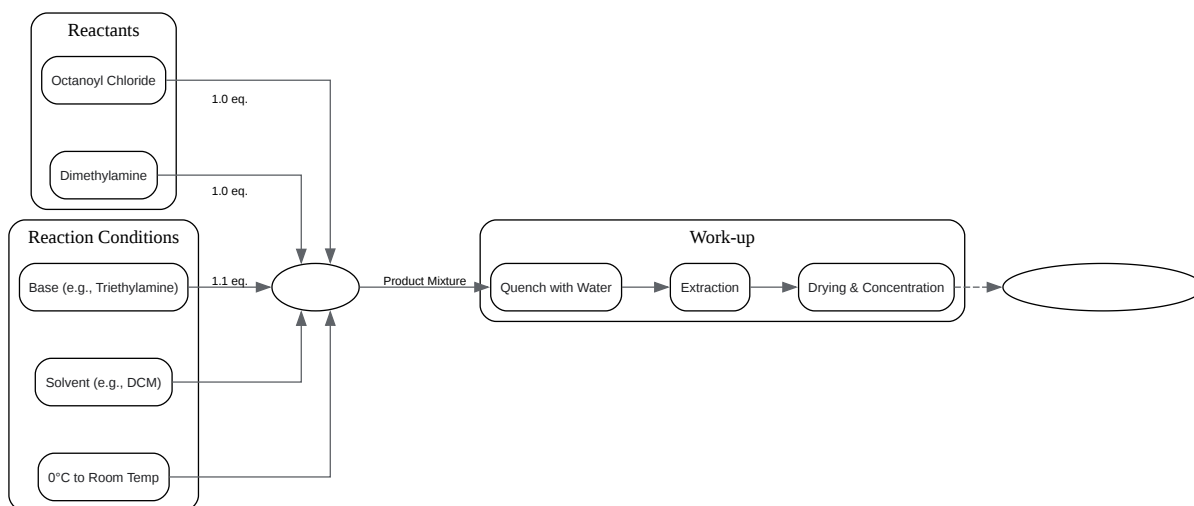 Reactants
Octanoyl Chloride
1.0 eq.
Dimethylamine
1.0 eq.
Reaction Conditions
Base (e.g., Triethylamine)
1.1 eq.
Solvent (e.g., DCM)
0°C to Room Temp
Product Mixture
Work-up
Quench with Water
Extraction
Drying & Concentration